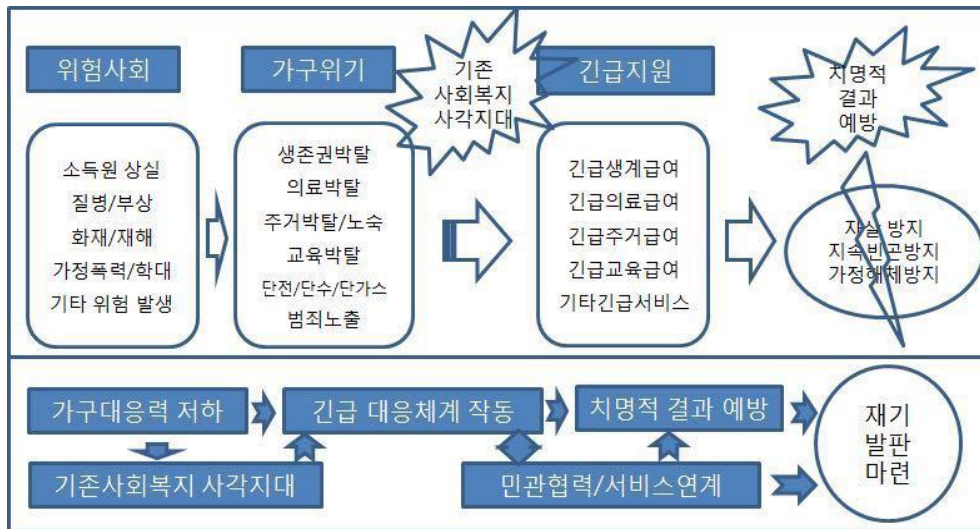 위험사회
가구위기
기존
사회복지
사각지대
긴급지원
치명적
결과
예방
소득원 상실
질병/부상
화재/재해
가정폭력/학대
기타 위험 발생
생존권박탈
의료박탈
주거박탈/노숙
교육박탈
단전/단수/단가스
범죄노출
긴급생계급여
긴급의료급여
긴급주거급여
긴급교육급여
기타긴급서비스
자살 방지
지속빈곤방지
가정해체방지
가구대응력 저하
긴급 대응체계 작동
치명적 결과 예방
재기
발판
마련
기존사회복지 사각지대
민관협력/서비스연계